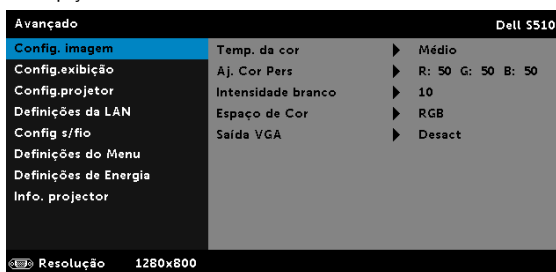 Avançado Dell S510
Config. imagem Temp. da cor Médio
Config.exibição Aj. Cor Pers R: 50 G: 50 B: 50
Config.projetor Intensidade branco 10
Definições da LAN Espaço de Cor RGB
Config s/fio Saída VGA Desact
Definições do Menu
Definições de Energia
Info. projector
Resolução 1280x800